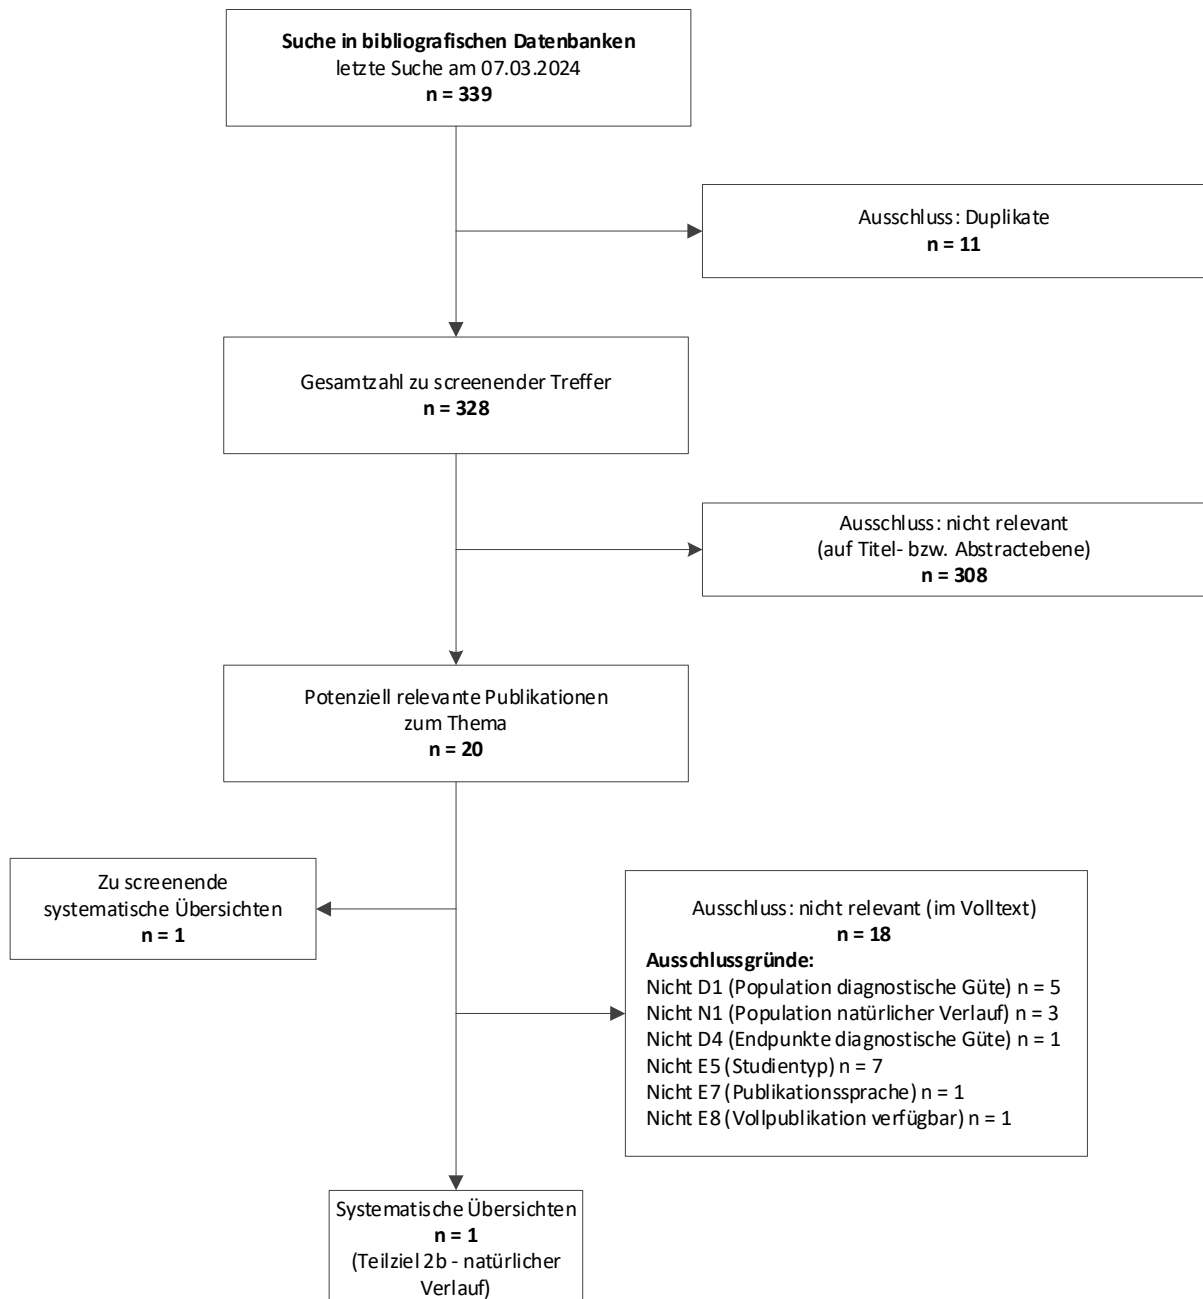 Suche in bibliografischen Datenbanken
letzte Suche am 07.03.2024
n = 339
Ausschluss: Duplikate
n = 11
Gesamtzahl zu screenender Treffer
n = 328
Ausschluss: nicht relevant
(auf Titel- bzw. Abstractebene)
n = 308
Potenziell relevante Publikationen
zum Thema
n = 20
Zu screenende
systematische Übersichten
n = 1
Ausschluss: nicht relevant (im Volltext)
n = 18
Ausschlussgründe:
Nicht D1 (Population diagnostische Güte) n = 5
Nicht N1 (Population natürlicher Verlauf) n = 3
Nicht D4 (Endpunkte diagnostische Güte) n = 1
Nicht E5 (Studientyp) n = 7
Nicht E7 (Publikationssprache) n = 1
Nicht E8 (Vollpublikation verfügbar) n = 1
Systematische Übersichten
n = 1
(Teilziel 2b - natürlicher
Verlauf)